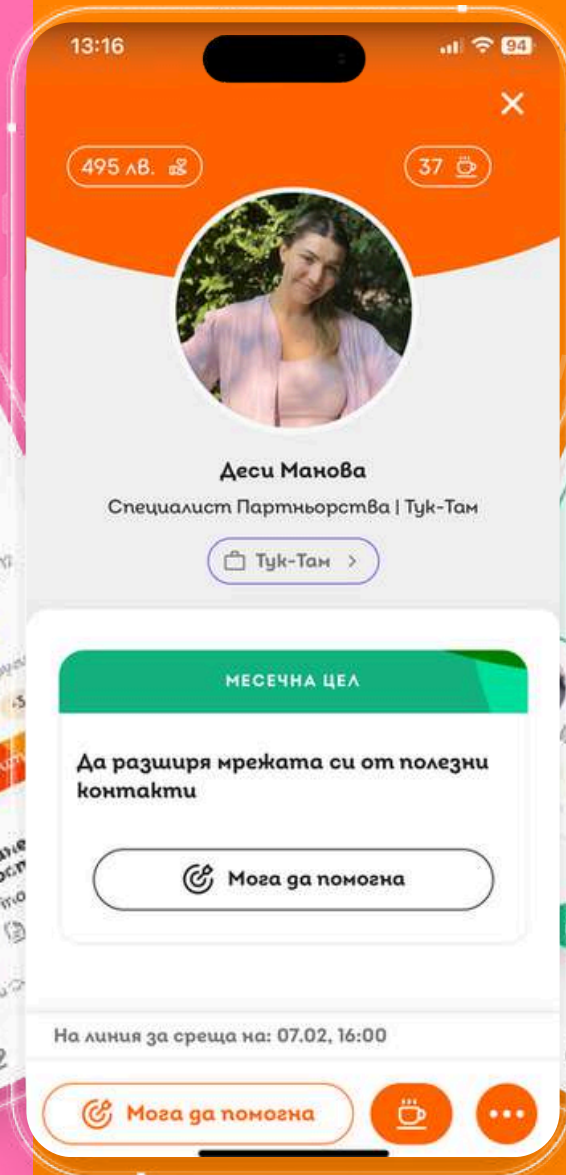 13:16
94
495 лв.
37
Деси Манова
Специалист Партньорства | Тук-Там
Тук-Там
МЕСЕЧНА ЦЕЛ
Да разширя мрежата си от полезни
контакти
Мога да помогна
На линия за среща на: 07.02, 16:00
Мога да помогна